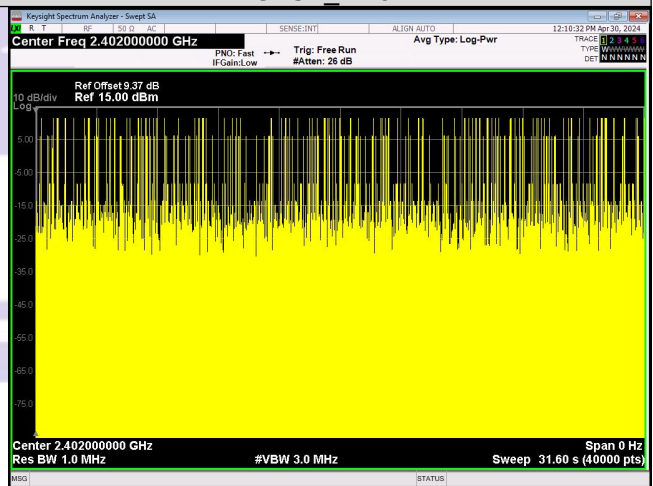 Keysight Spectrum Analyzer - Swept SA
R T RF 50 Ω AC SENSE:INT ALIGN AUTO 12:10:32 PM Apr 30, 2024
Center Freq 2.402000000 GHz Avg Type: Log-Pwr TRACE 1 2 3 4 5 6
PNO: Fast Trig: Free Run TYPE WWWWWW
IFGain:Low #Atten: 26 dB DET N N N N N N
Ref Offset 9.37 dB
10 dB/div Ref 15.00 dBm
Log
5.00
-5.00
-15.0
-25.0
-35.0
-45.0
-55.0
-65.0
-75.0
Center 2.402000000 GHz Span 0 Hz
Res BW 1.0 MHz #VBW 3.0 MHz Sweep 31.60 s (40000 pts)
MSG STATUS